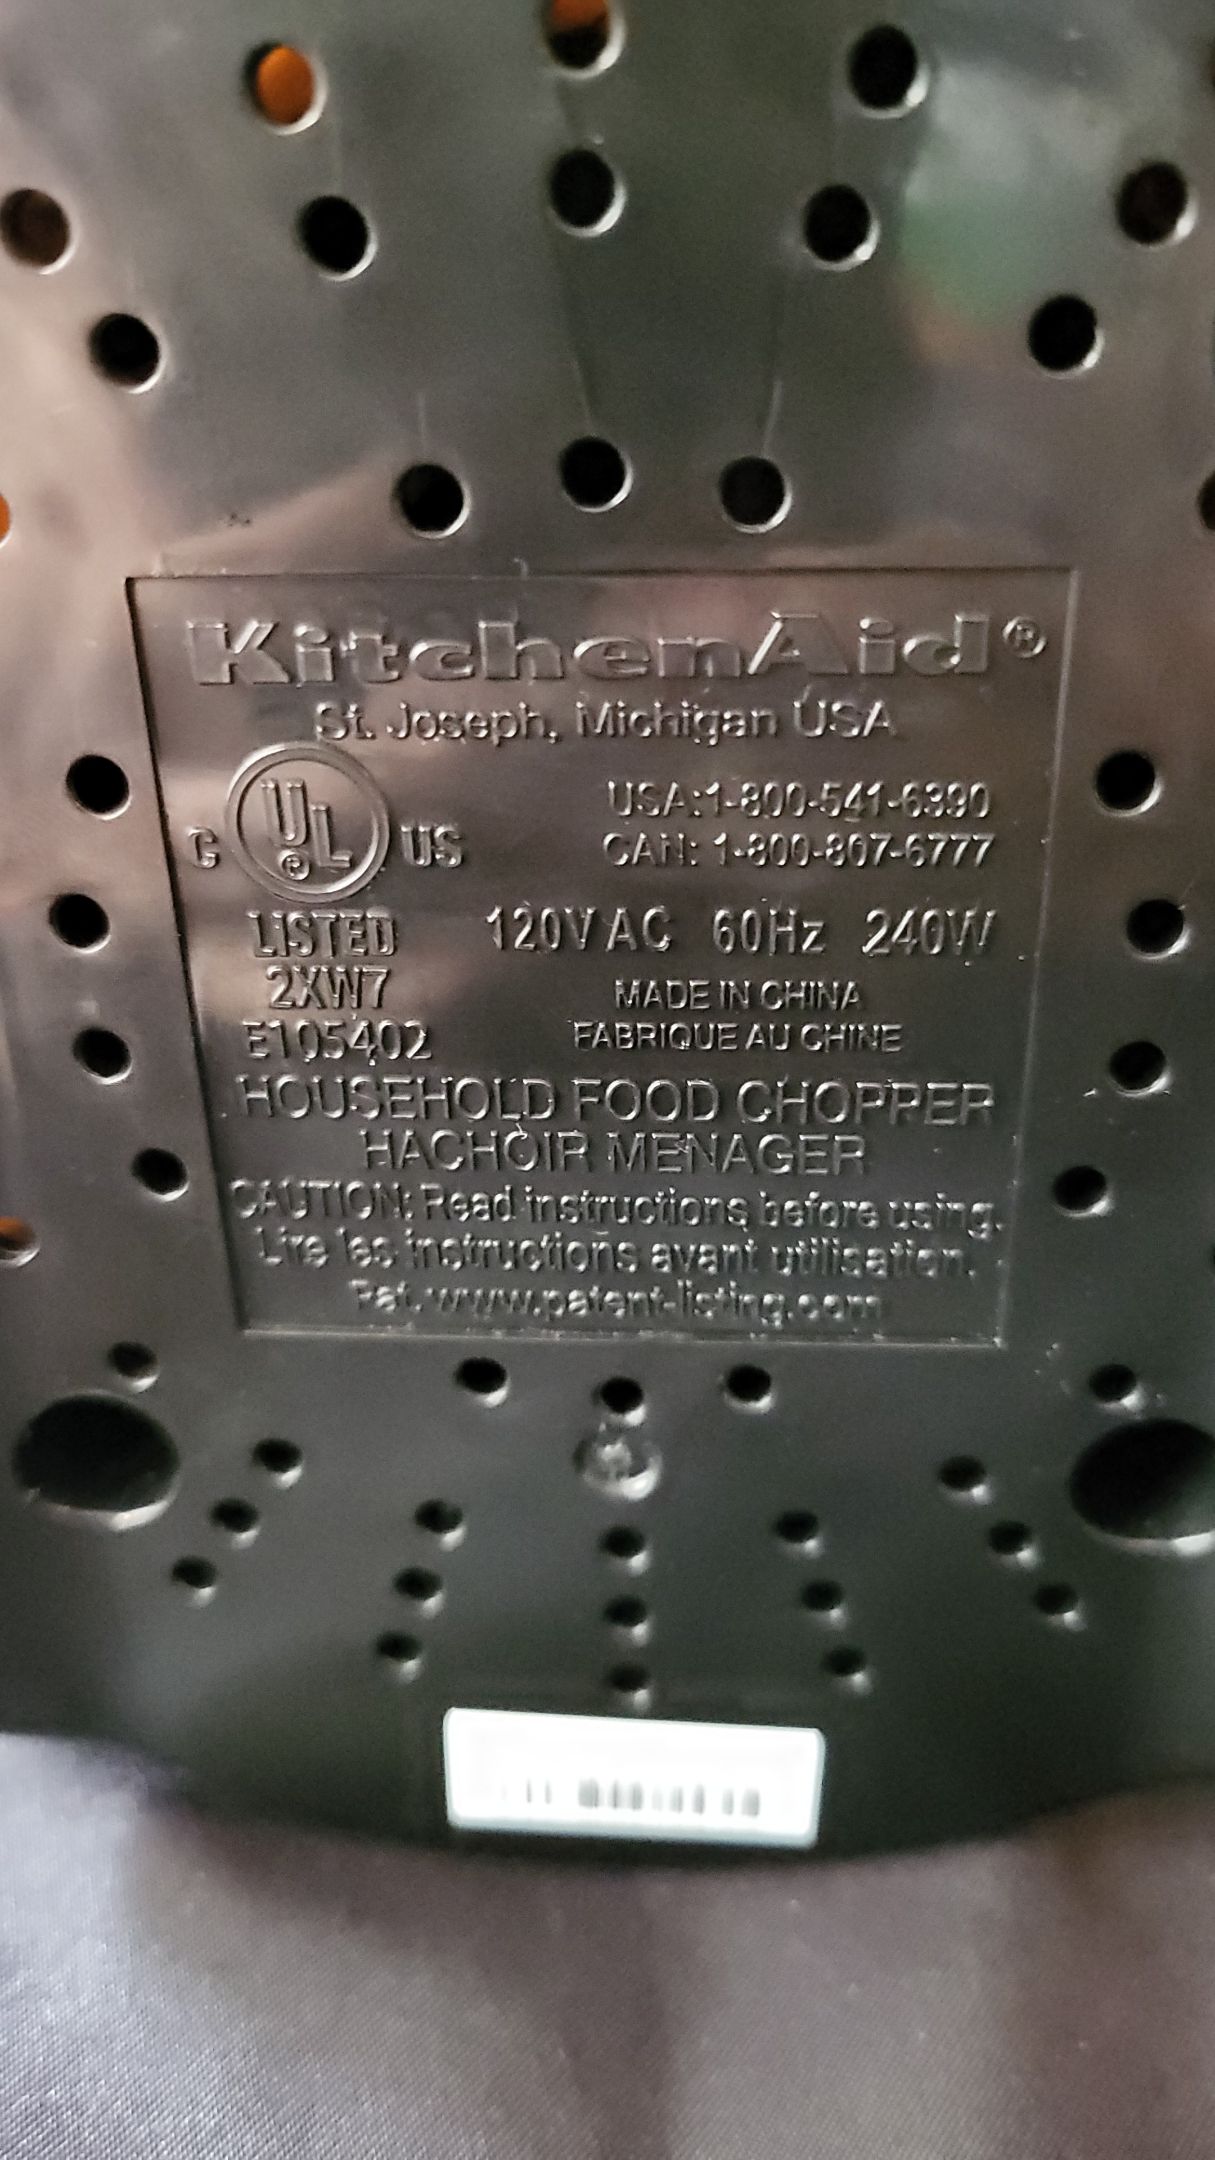 KitchenAid®
St. Joseph, Michigan USA
C UL® US
USA:1-800-541-6390
CAN: 1-800-807-6777
LISTED
120V AC 60Hz 240W
2XW7
MADE IN CHINA
E105402
FABRIQUE AU CHINE
HOUSEHOLD FOOD CHOPPER
HACHOIR MENAGER
CAUTION: Read instructions before using.
Lire les instructions avant utilisation.
Pat. www.patent-listing.com